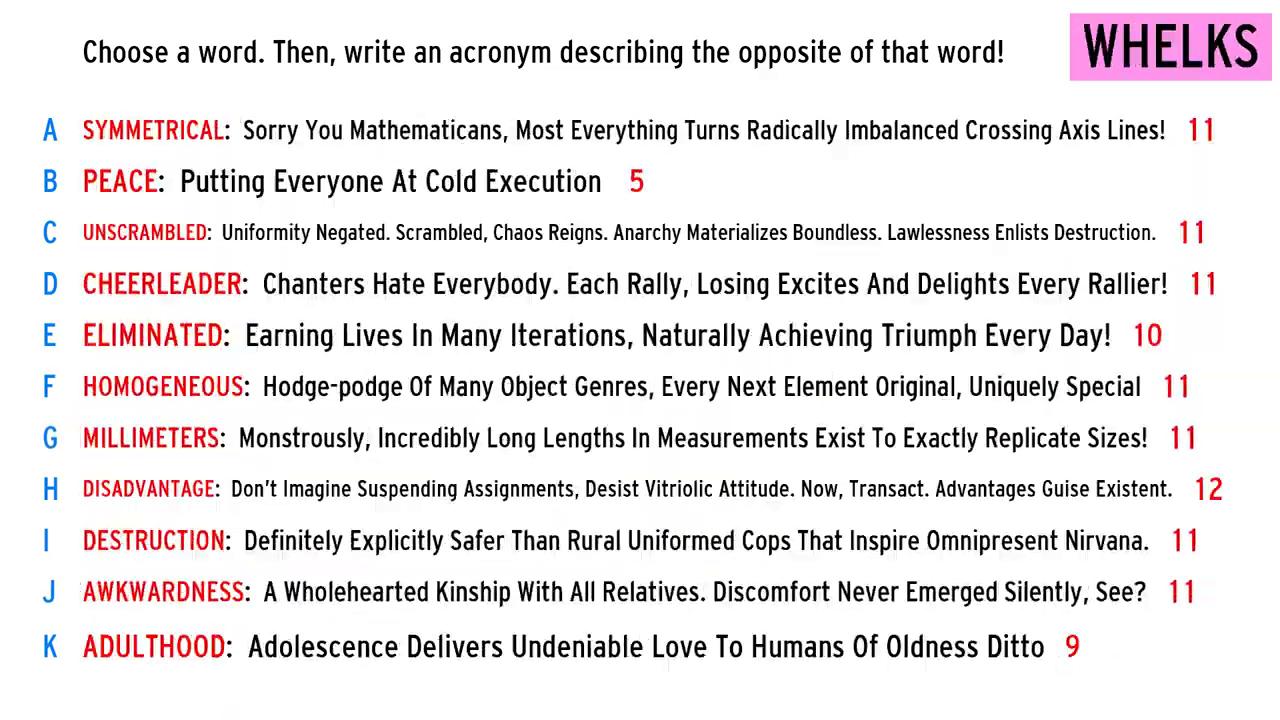 Choose a word. Then, write an acronym describing the opposite of that word!
WHELKS
A SYMMETRICAL: Sorry You Mathematicans, Most Everything Turns Radically Imbalanced Crossing Axis Lines! 11
B PEACE: Putting Everyone At Cold Execution 5
C UNSCRAMBLED: Uniformity Negated. Scrambled, Chaos Reigns. Anarchy Materializes Boundless. Lawlessness Enlists Destruction. 11
D CHEERLEADER: Chanters Hate Everybody. Each Rally, Losing Excites And Delights Every Rallier! 11
E ELIMINATED: Earning Lives In Many Iterations, Naturally Achieving Triumph Every Day! 10
F HOMOGENEOUS: Hodge-podge Of Many Object Genres, Every Next Element Original, Uniquely Special 11
G MILLIMETERS: Monstrously, Incredibly Long Lengths In Measurements Exist To Exactly Replicate Sizes! 11
H DISADVANTAGE: Don't Imagine Suspending Assignments, Desist Vitriolic Attitude. Now, Transact. Advantages Guise Existent. 12
I DESTRUCTION: Definitely Explicitly Safer Than Rural Uniformed Cops That Inspire Omnipresent Nirvana. 11
J AWKWARDNESS: A Wholehearted Kinship With All Relatives. Discomfort Never Emerged Silently, See? 11
K ADULTHOOD: Adolescence Delivers Undeniable Love To Humans Of Oldness Ditto 9